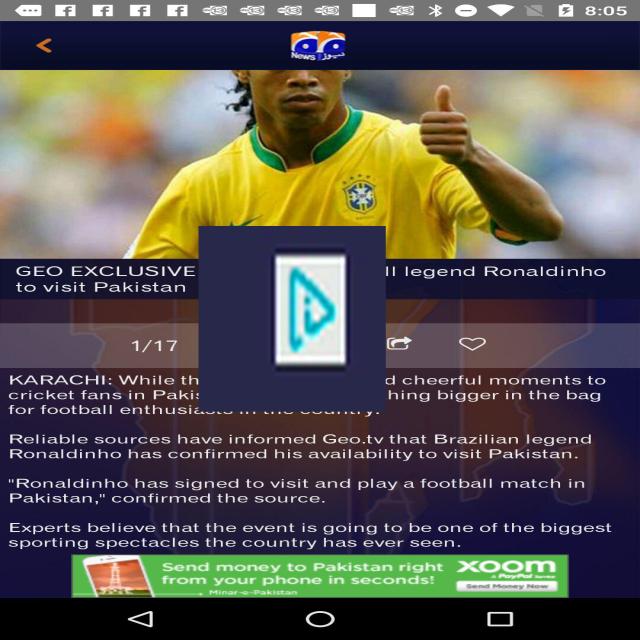 8:05
News جیو نیوز
GEO EXCLUSIVE ll legend Ronaldinho
to visit Pakistan
1/17
KARACHI: While th d cheerful moments to
cricket fans in Pakis hing bigger in the bag
for football enthusiasts in the country.
Reliable sources have informed Geo.tv that Brazilian legend
Ronaldinho has confirmed his availability to visit Pakistan.
"Ronaldinho has signed to visit and play a football match in
Pakistan," confirmed the source.
Experts believe that the event is going to be one of the biggest
sporting spectacles the country has ever seen.
Send money to Pakistan right
from your phone in seconds!
Minar-e-Pakistan
xoom
A PayPal Service
Send Money Now